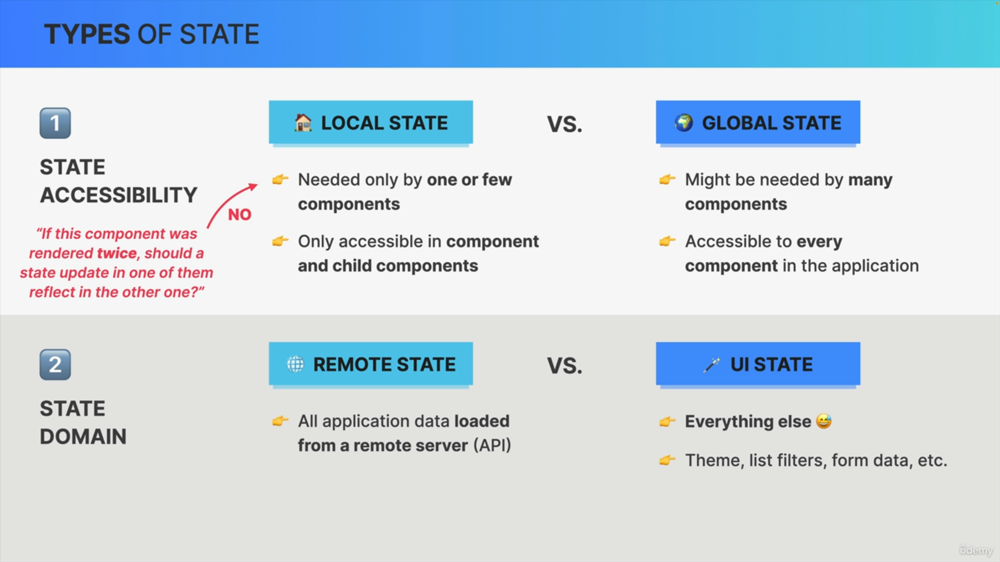 TYPES OF STATE
1
STATE
ACCESSIBILITY
“If this component was
rendered twice, should a
state update in one of them
reflect in the other one?”
NO
🏠 LOCAL STATE
👉 Needed only by one or few
components
👉 Only accessible in component
and child components
VS.
🌍 GLOBAL STATE
👉 Might be needed by many
components
👉 Accessible to every
component in the application
2
STATE
DOMAIN
🌐 REMOTE STATE
👉 All application data loaded
from a remote server (API)
VS.
🪄 UI STATE
👉 Everything else 😅
👉 Theme, list filters, form data, etc.
ûdemy